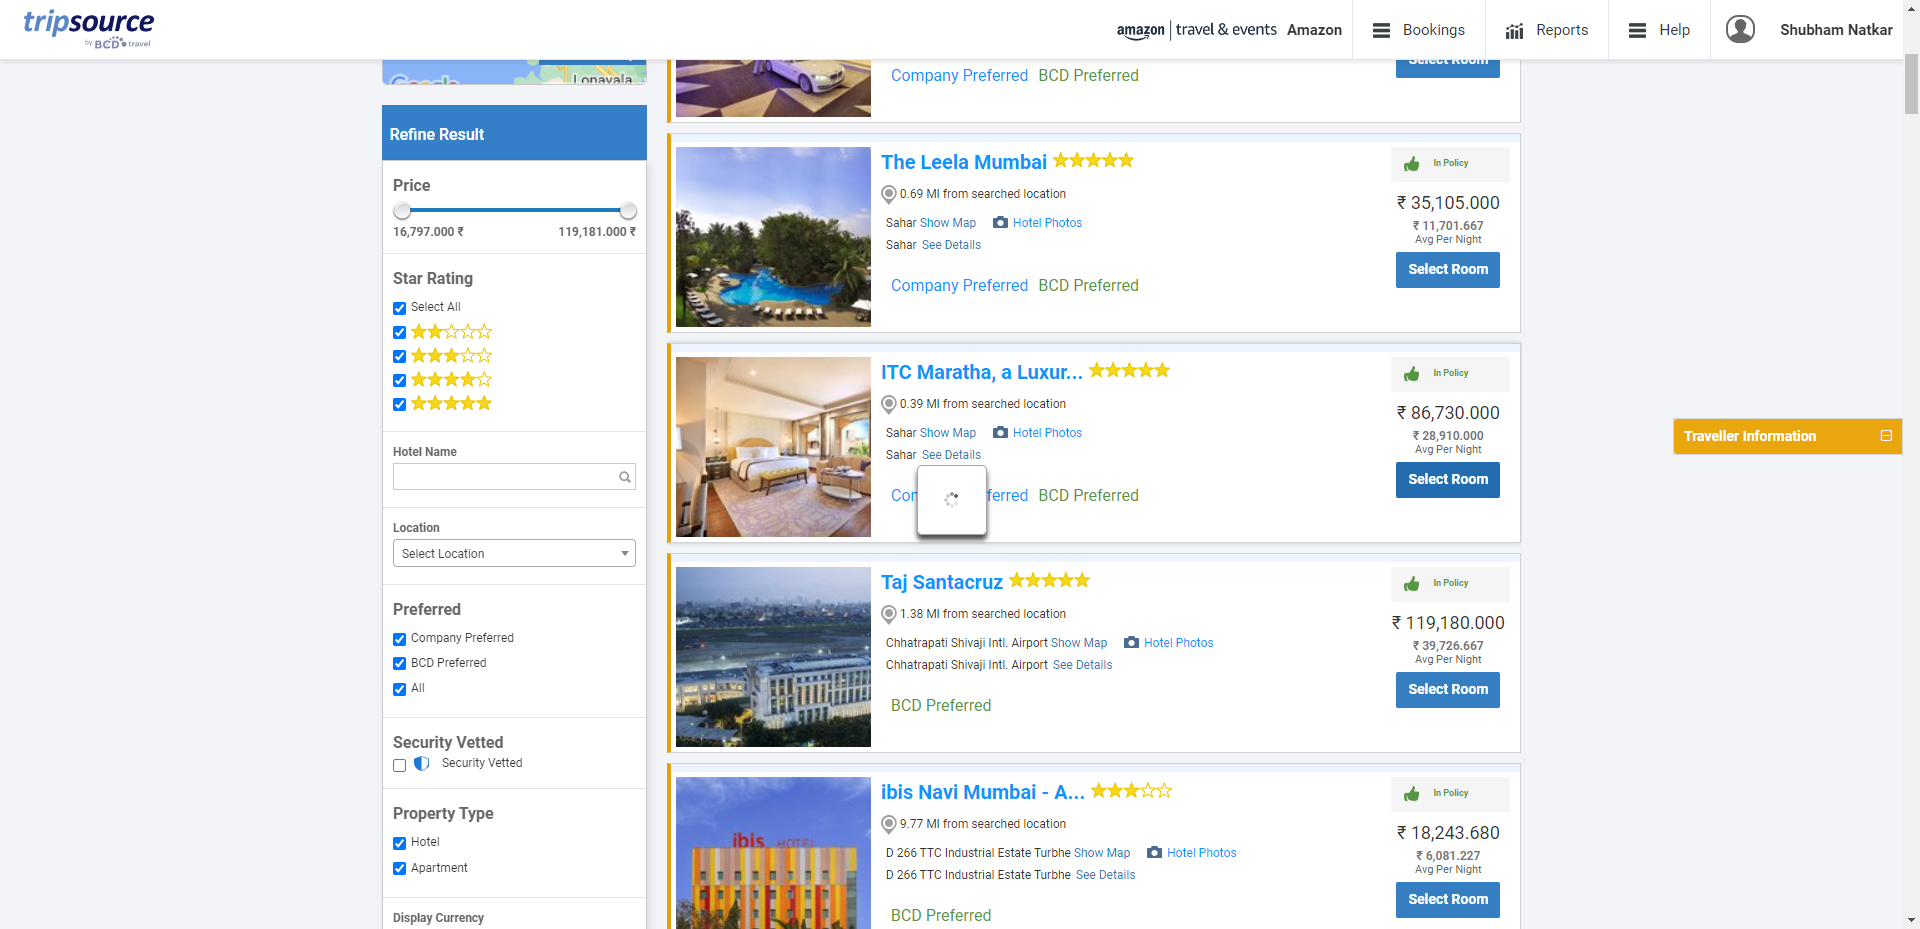 tripsource
by BCD travel
amazon | travel & events Amazon
Bookings
Reports
Help
Shubham Natkar
Google
Lonavala
Company Preferred BCD Preferred
Select Room
Refine Result
Price
16,797.000 ₹ 119,181.000 ₹
Star Rating
Select All
Hotel Name
Location
Select Location
Preferred
Company Preferred
BCD Preferred
All
Security Vetted
Security Vetted
Property Type
Hotel
Apartment
Display Currency
The Leela Mumbai
0.69 MI from searched location
Sahar Show Map Hotel Photos
Sahar See Details
Company Preferred BCD Preferred
In Policy
₹ 35,105.000
₹ 11,701.667
Avg Per Night
Select Room
ITC Maratha, a Luxur...
0.39 MI from searched location
Sahar Show Map Hotel Photos
Sahar See Details
Con ferred BCD Preferred
In Policy
₹ 86,730.000
₹ 28,910.000
Avg Per Night
Select Room
Taj Santacruz
1.38 MI from searched location
Chhatrapati Shivaji Intl. Airport Show Map Hotel Photos
Chhatrapati Shivaji Intl. Airport See Details
BCD Preferred
In Policy
₹ 119,180.000
₹ 39,726.667
Avg Per Night
Select Room
ibis Navi Mumbai - A...
9.77 MI from searched location
D 266 TTC Industrial Estate Turbhe Show Map Hotel Photos
D 266 TTC Industrial Estate Turbhe See Details
BCD Preferred
ibis HOTEL
In Policy
₹ 18,243.680
₹ 6,081.227
Avg Per Night
Select Room
Traveller Information